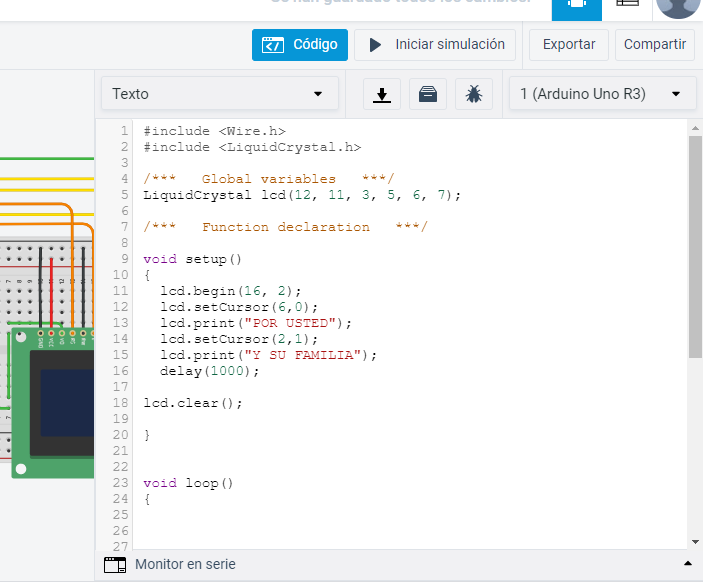 Se han guardado todos los cambios.
Código
Iniciar simulación
Exportar
Compartir
Texto
1 (Arduino Uno R3)
1 #include <Wire.h>
2 #include <LiquidCrystal.h>
3
4 /***   Global variables   ***/
5 LiquidCrystal lcd(12, 11, 3, 5, 6, 7);
6
7 /***   Function declaration   ***/
8
9 void setup()
10 {
11   lcd.begin(16, 2);
12   lcd.setCursor(6,0);
13   lcd.print("POR USTED");
14   lcd.setCursor(2,1);
15   lcd.print("Y SU FAMILIA");
16   delay(1000);
17
18 lcd.clear();
19
20 }
21
22
23 void loop()
24 {
25
26
27
Monitor en serie